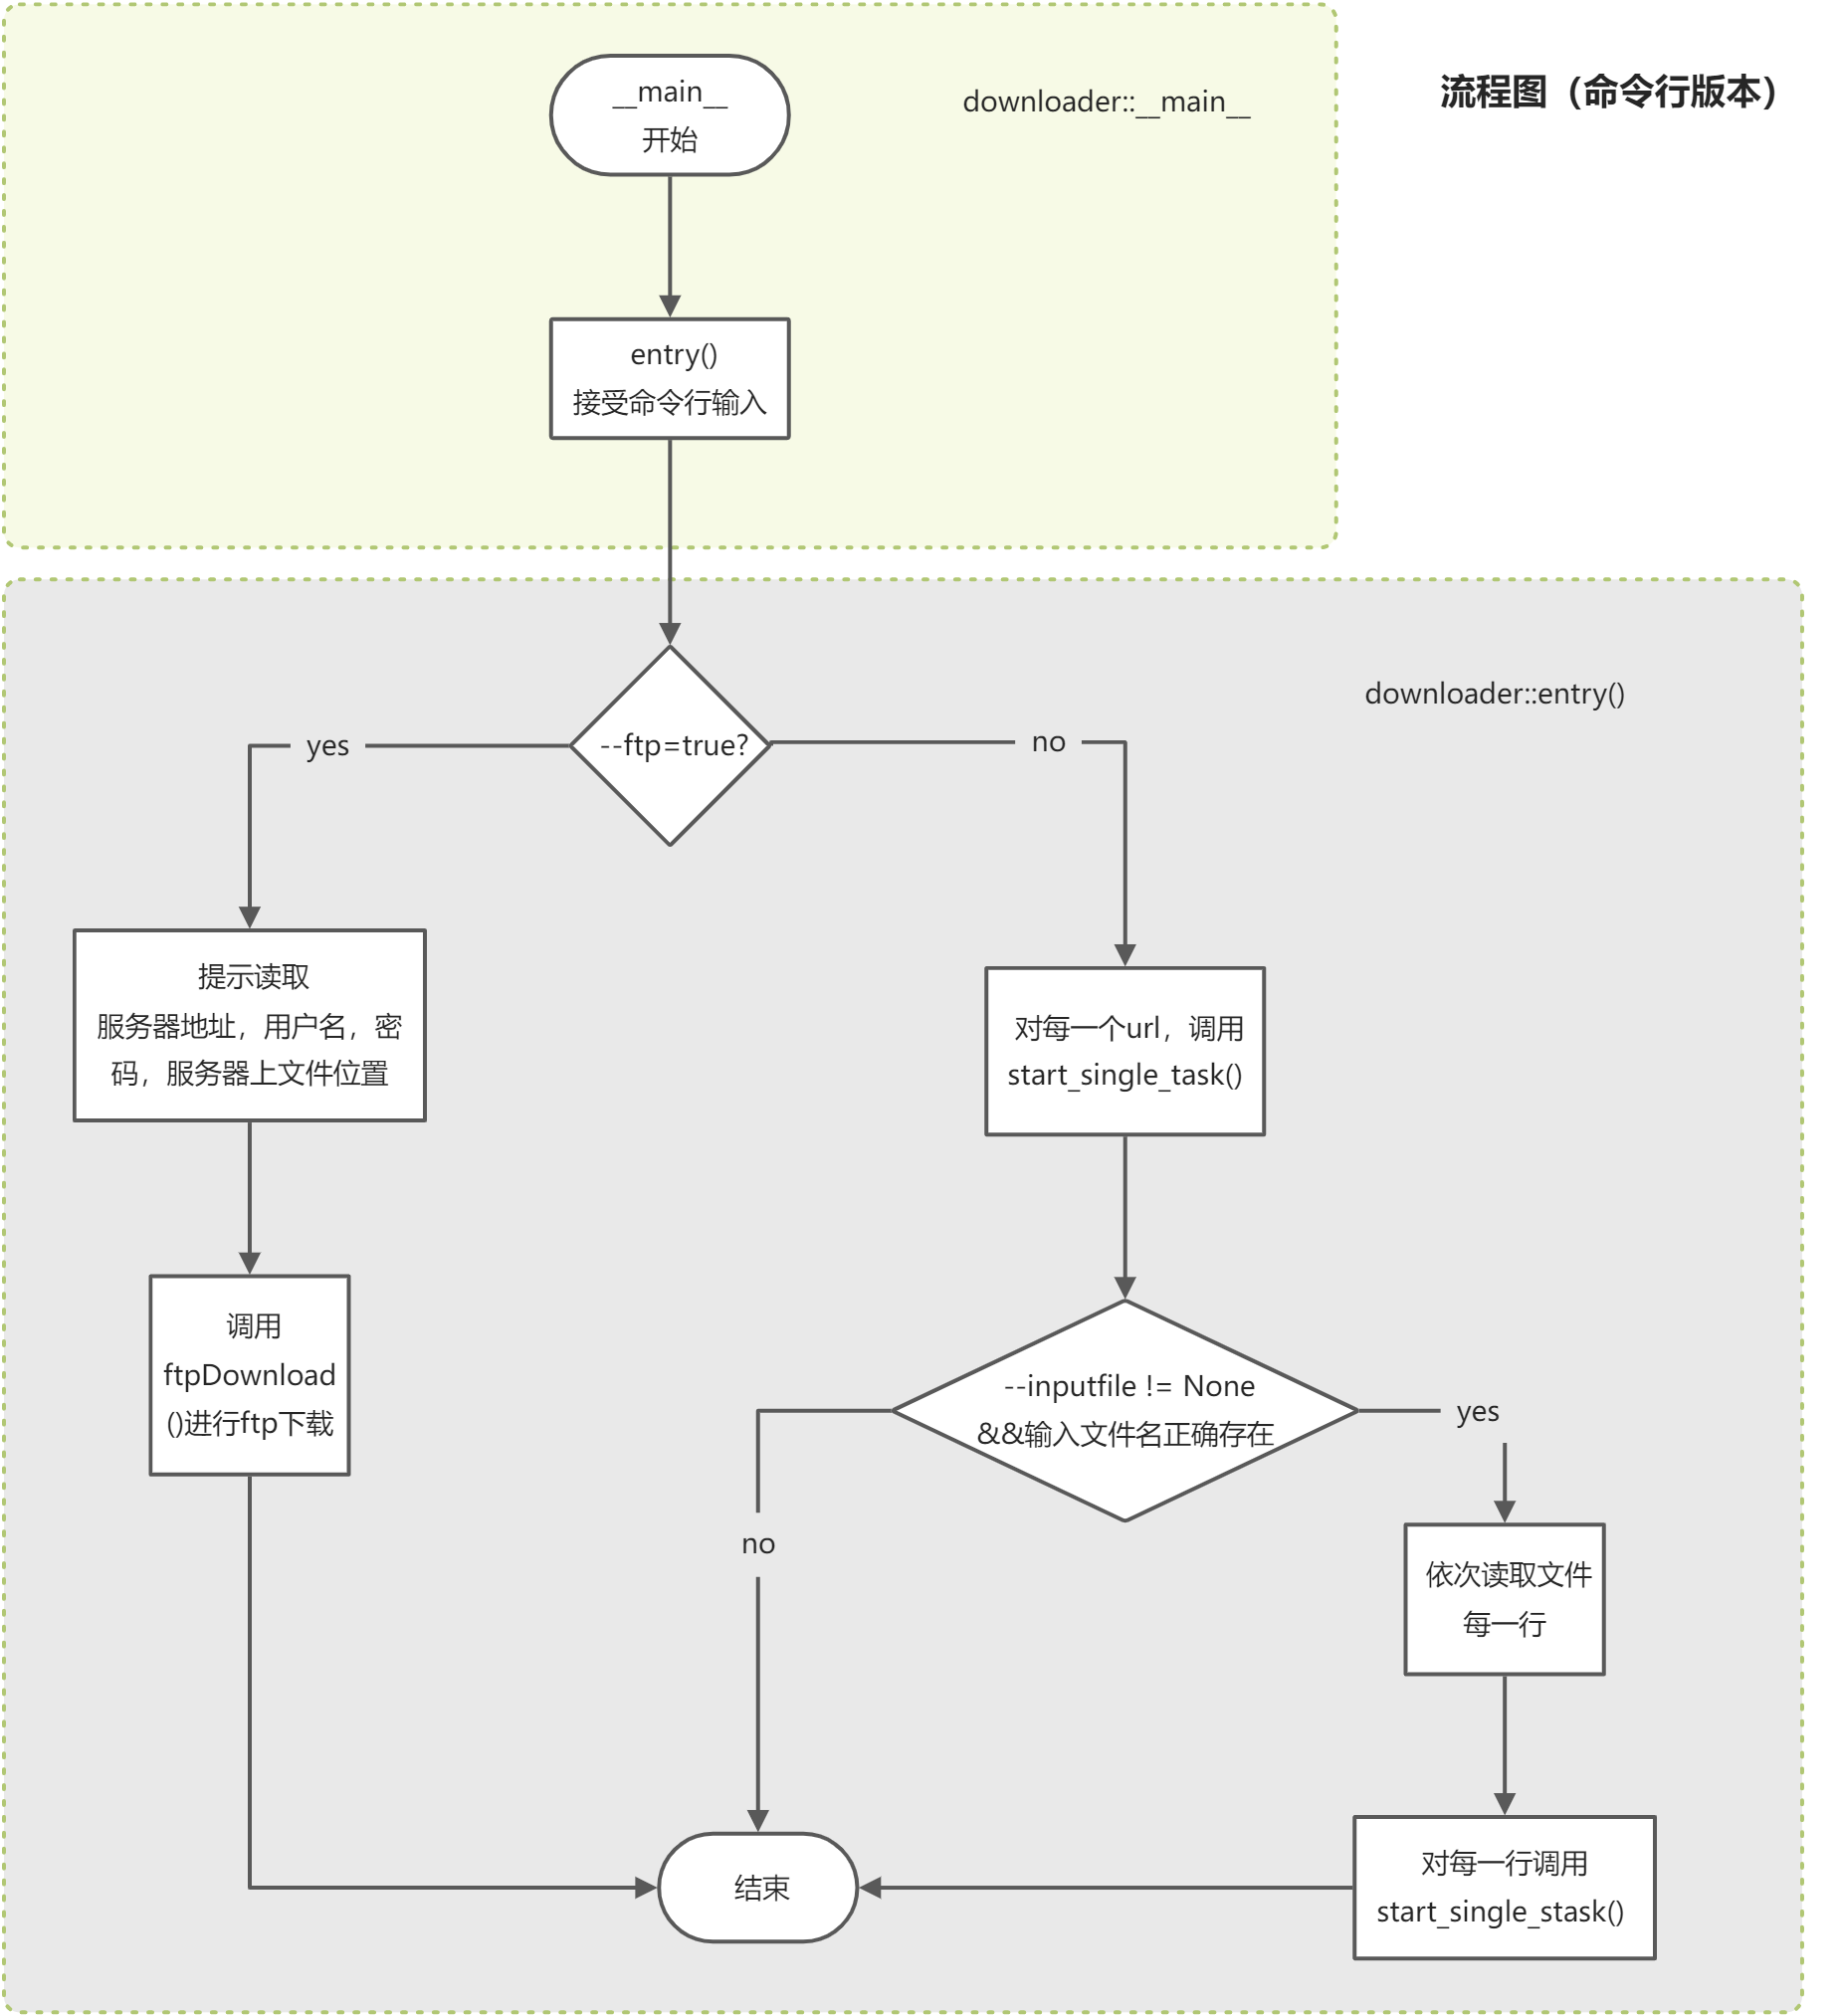 流程图（命令行版本）
__main__
开始
downloader::__main__
entry()
接受命令行输入
downloader::entry()
--ftp=true?
yes
no
提示读取
服务器地址，用户名，密
码，服务器上文件位置
对每一个url，调用
start_single_task()
调用
ftpDownload
()进行ftp下载
--inputfile != None
&&输入文件名正确存在
yes
no
依次读取文件
每一行
对每一行调用
start_single_stask()
结束